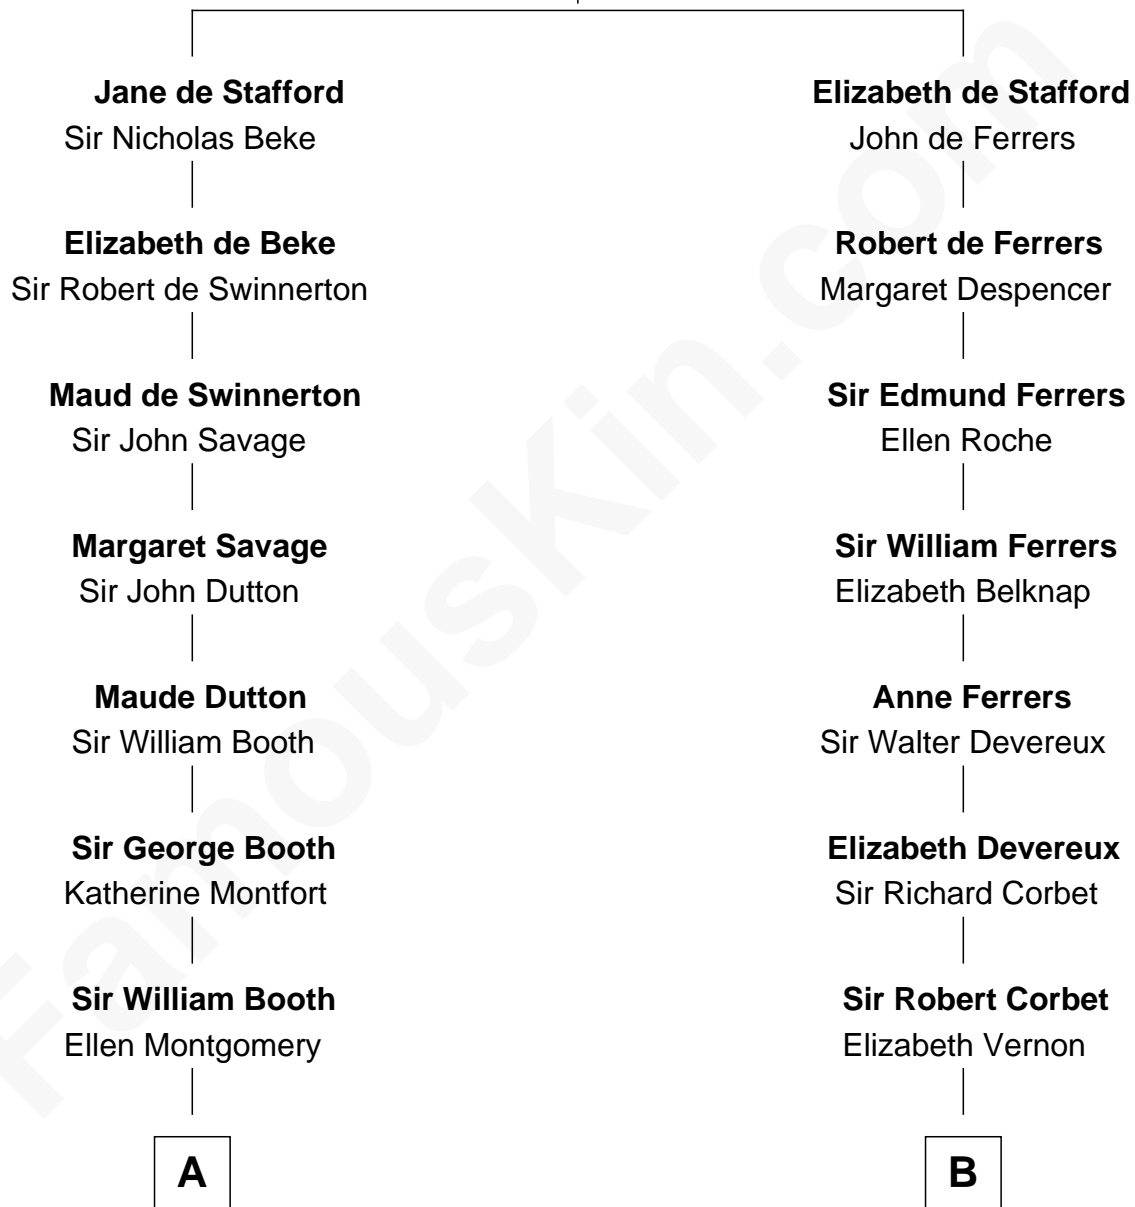 Jane de Stafford
Sir Nicholas Beke
Elizabeth de Beke
Sir Robert de Swinnerton
Maud de Swinnerton
Sir John Savage
Margaret Savage
Sir John Dutton
Maude Dutton
Sir William Booth
Sir George Booth
Katherine Montfort
Sir William Booth
Ellen Montgomery
A
Elizabeth de Stafford
John de Ferrers
Robert de Ferrers
Margaret Despencer
Sir Edmund Ferrers
Ellen Roche
Sir William Ferrers
Elizabeth Belknap
Anne Ferrers
Sir Walter Devereux
Elizabeth Devereux
Sir Richard Corbet
Sir Robert Corbet
Elizabeth Vernon
B
FamousKin.com